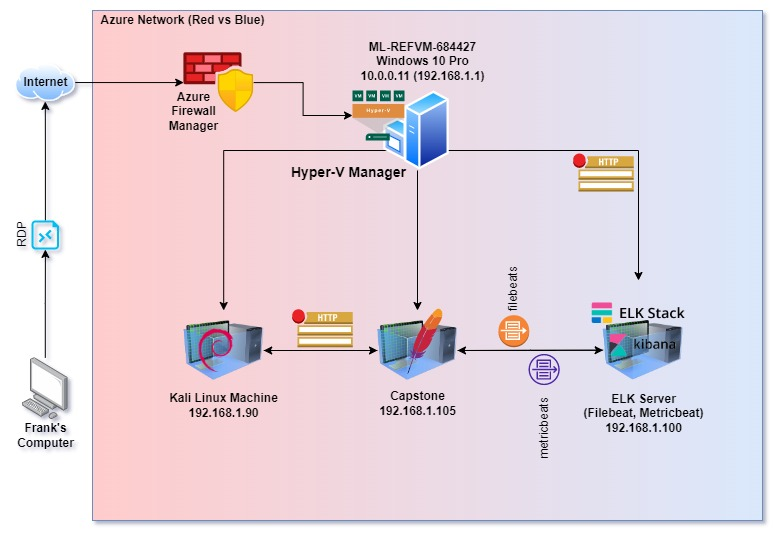 Azure Network (Red vs Blue)
ML-REFVM-684427
Windows 10 Pro
10.0.0.11 (192.168.1.1)
Internet
Azure
Firewall
Manager
VM VM VM VM
Hyper-V
Hyper-V Manager
HTTP
RDP
filebeats
HTTP
ELK Stack
kibana
Kali Linux Machine
192.168.1.90
Capstone
192.168.1.105
ELK Server
(Filebeat, Metricbeat)
192.168.1.100
metricbeats
Frank's
Computer